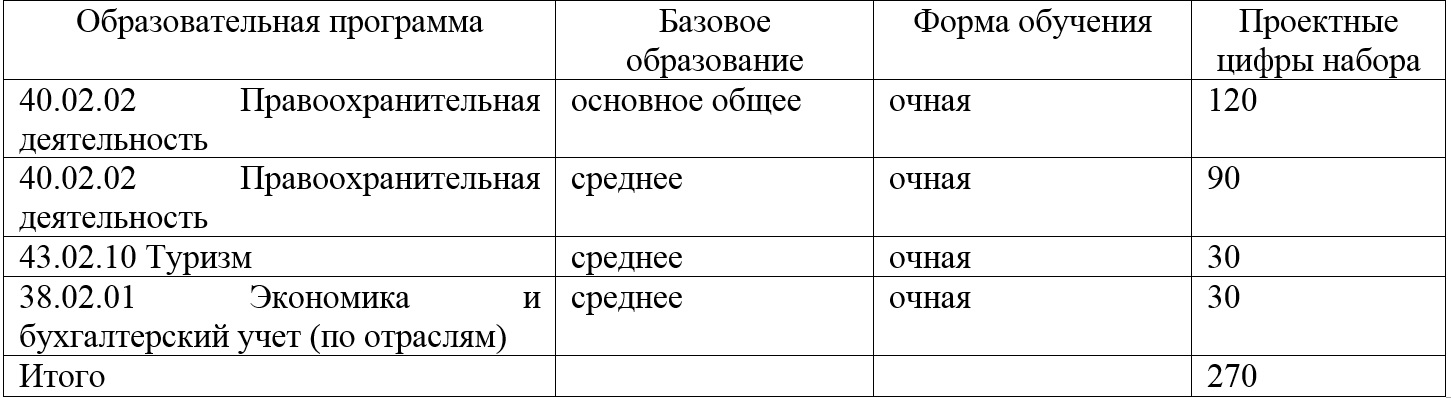 Образовательная программа
Базовое образование
Форма обучения
Проектные цифры набора
40.02.02 Правоохранительная деятельность
основное общее
очная
120
40.02.02 Правоохранительная деятельность
среднее
очная
90
43.02.10 Туризм
среднее
очная
30
38.02.01 Экономика и бухгалтерский учет (по отраслям)
среднее
очная
30
Итого
270